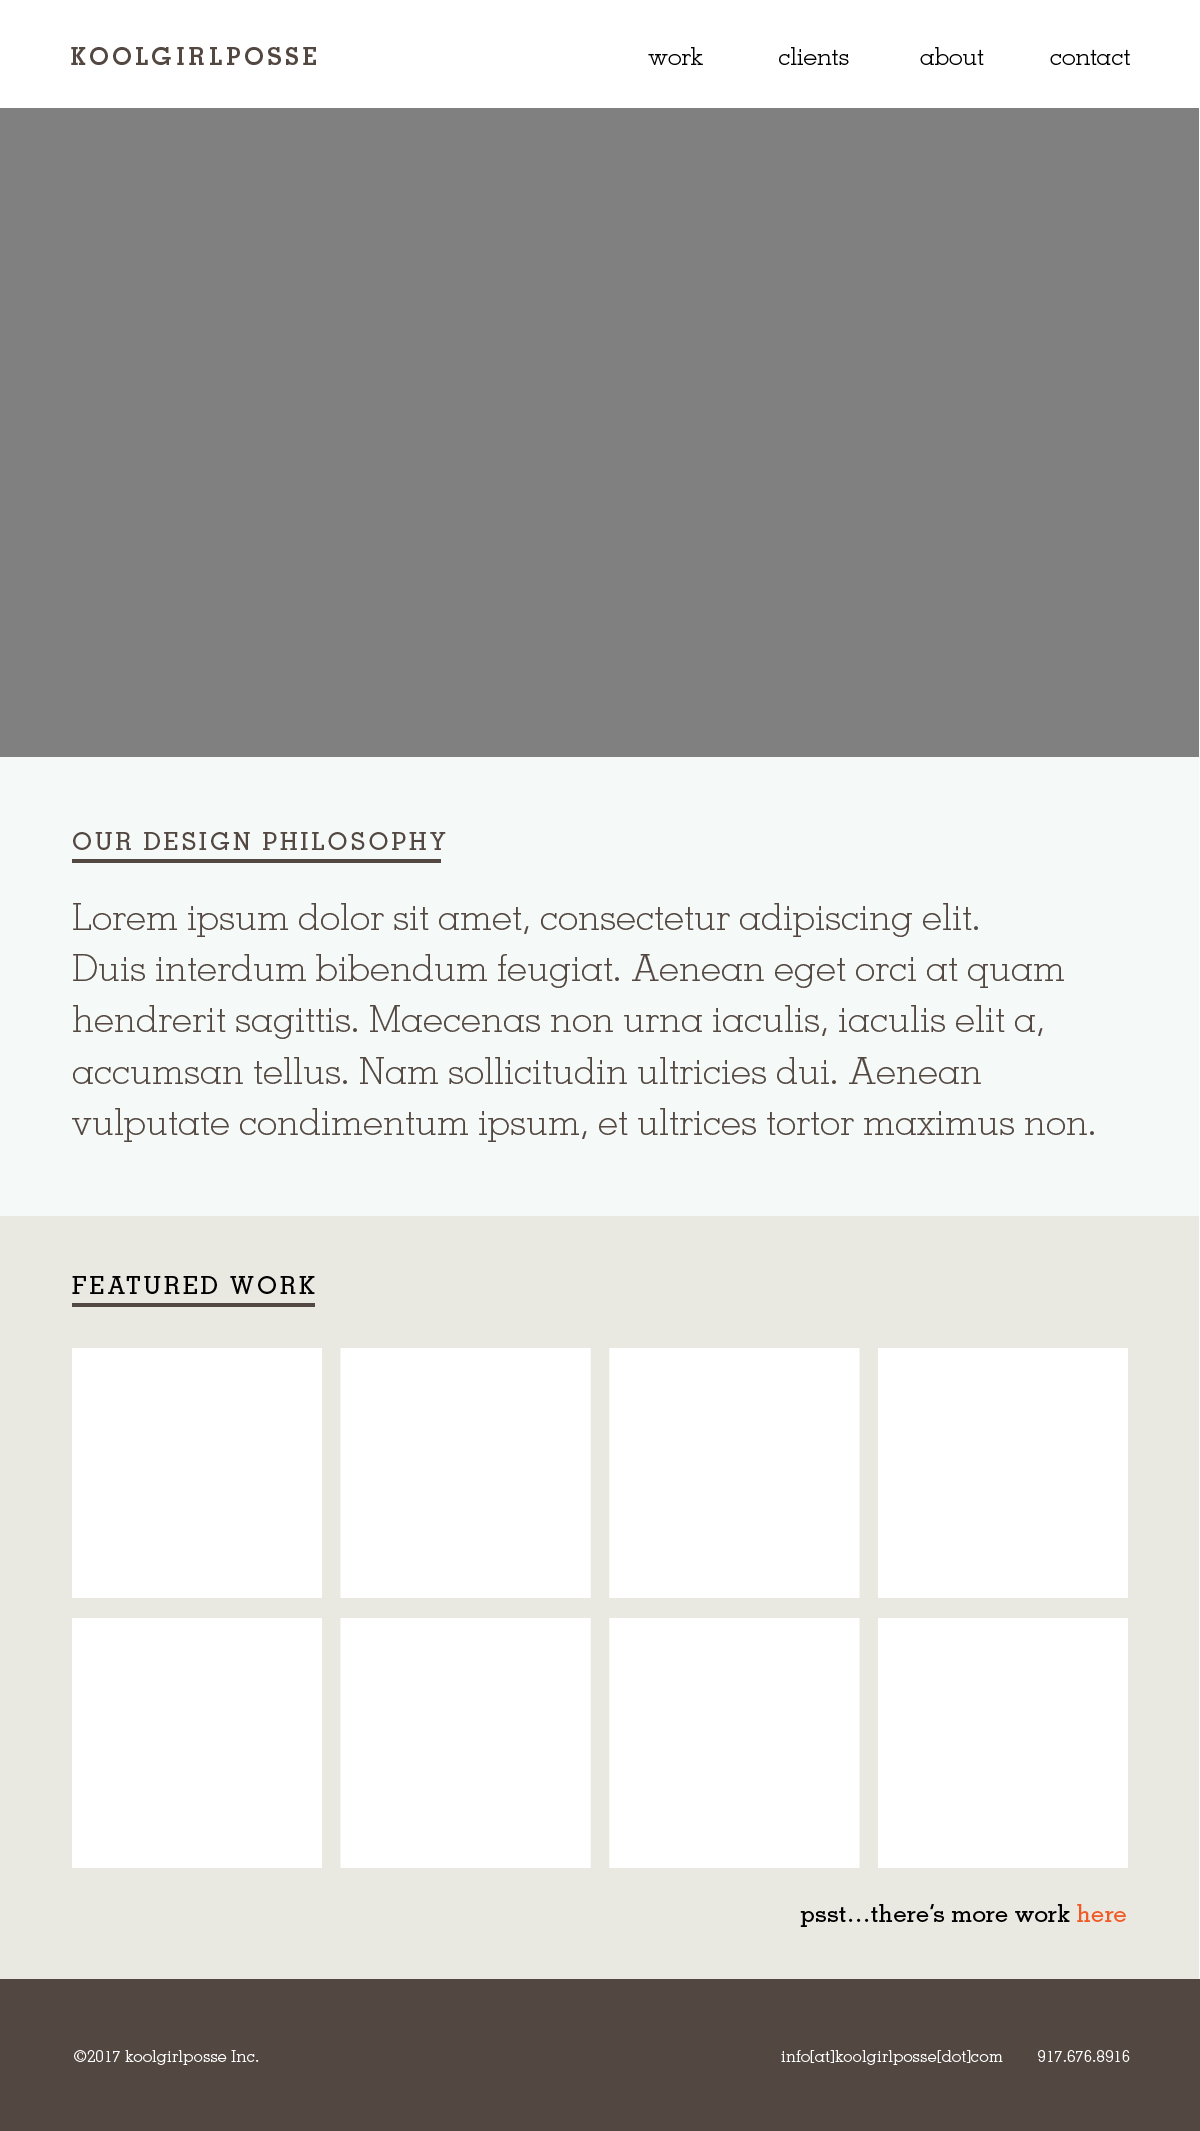 KOOLGIRLPOSSE
work clients about contact
OUR DESIGN PHILOSOPHY
Lorem ipsum dolor sit amet, consectetur adipiscing elit.
Duis interdum bibendum feugiat. Aenean eget orci at quam
hendrerit sagittis. Maecenas non urna iaculis, iaculis elit a,
accumsan tellus. Nam sollicitudin ultricies dui. Aenean
vulputate condimentum ipsum, et ultrices tortor maximus non.
FEATURED WORK
psst...there's more work here
©2017 koolgirlposse Inc.
info[at]koolgirlposse[dot]com 917.676.8916